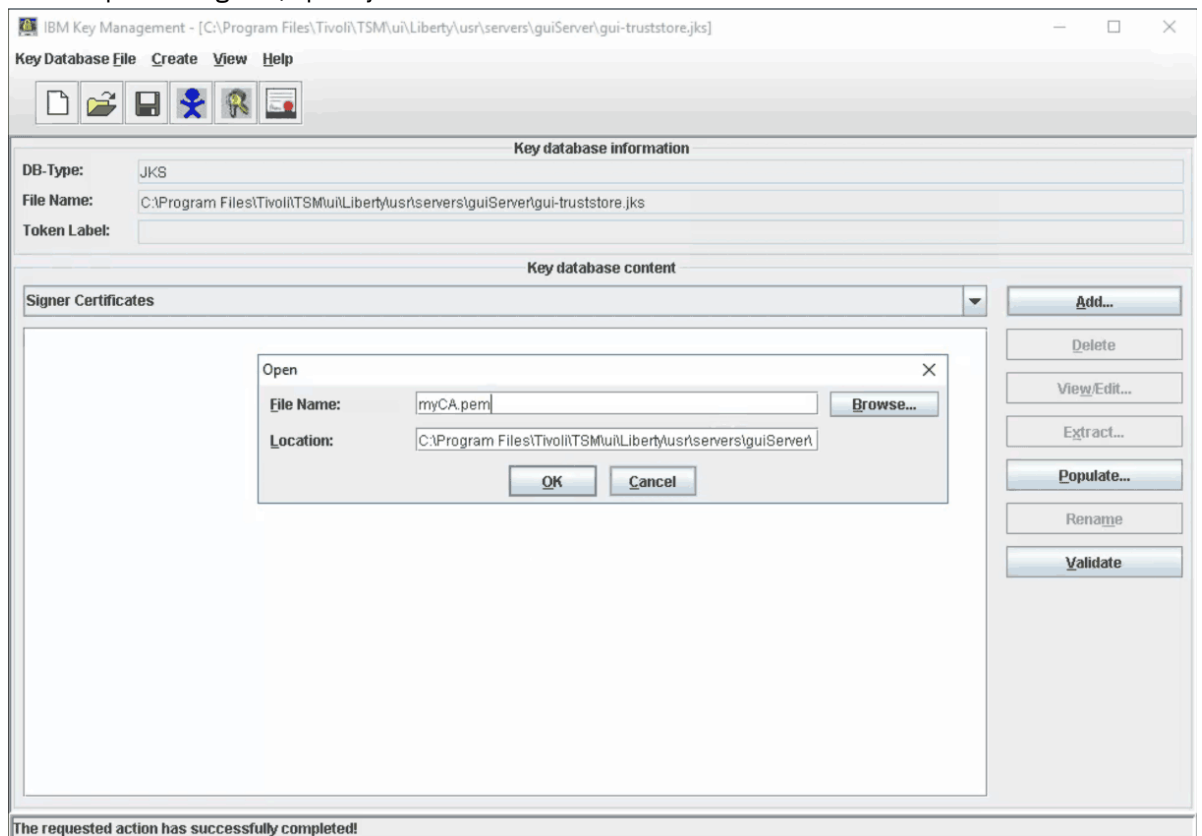 IBM Key Management - [C:\Program Files\Tivoli\TSM\ui\Liberty\usr\servers\guiServer\gui-truststore.jks]
Key Database File Create View Help
Key database information
DB-Type: JKS
File Name: C:\Program Files\Tivoli\TSM\ui\Liberty\usr\servers\guiServer\gui-truststore.jks
Token Label:
Key database content
Signer Certificates
Add...
Delete
Open
View/Edit...
File Name: myCA.pem Browse...
Extract...
Location: C:\Program Files\Tivoli\TSM\ui\Liberty\usr\servers\guiServer\
Populate...
OK Cancel
Rename
Validate
The requested action has successfully completed!